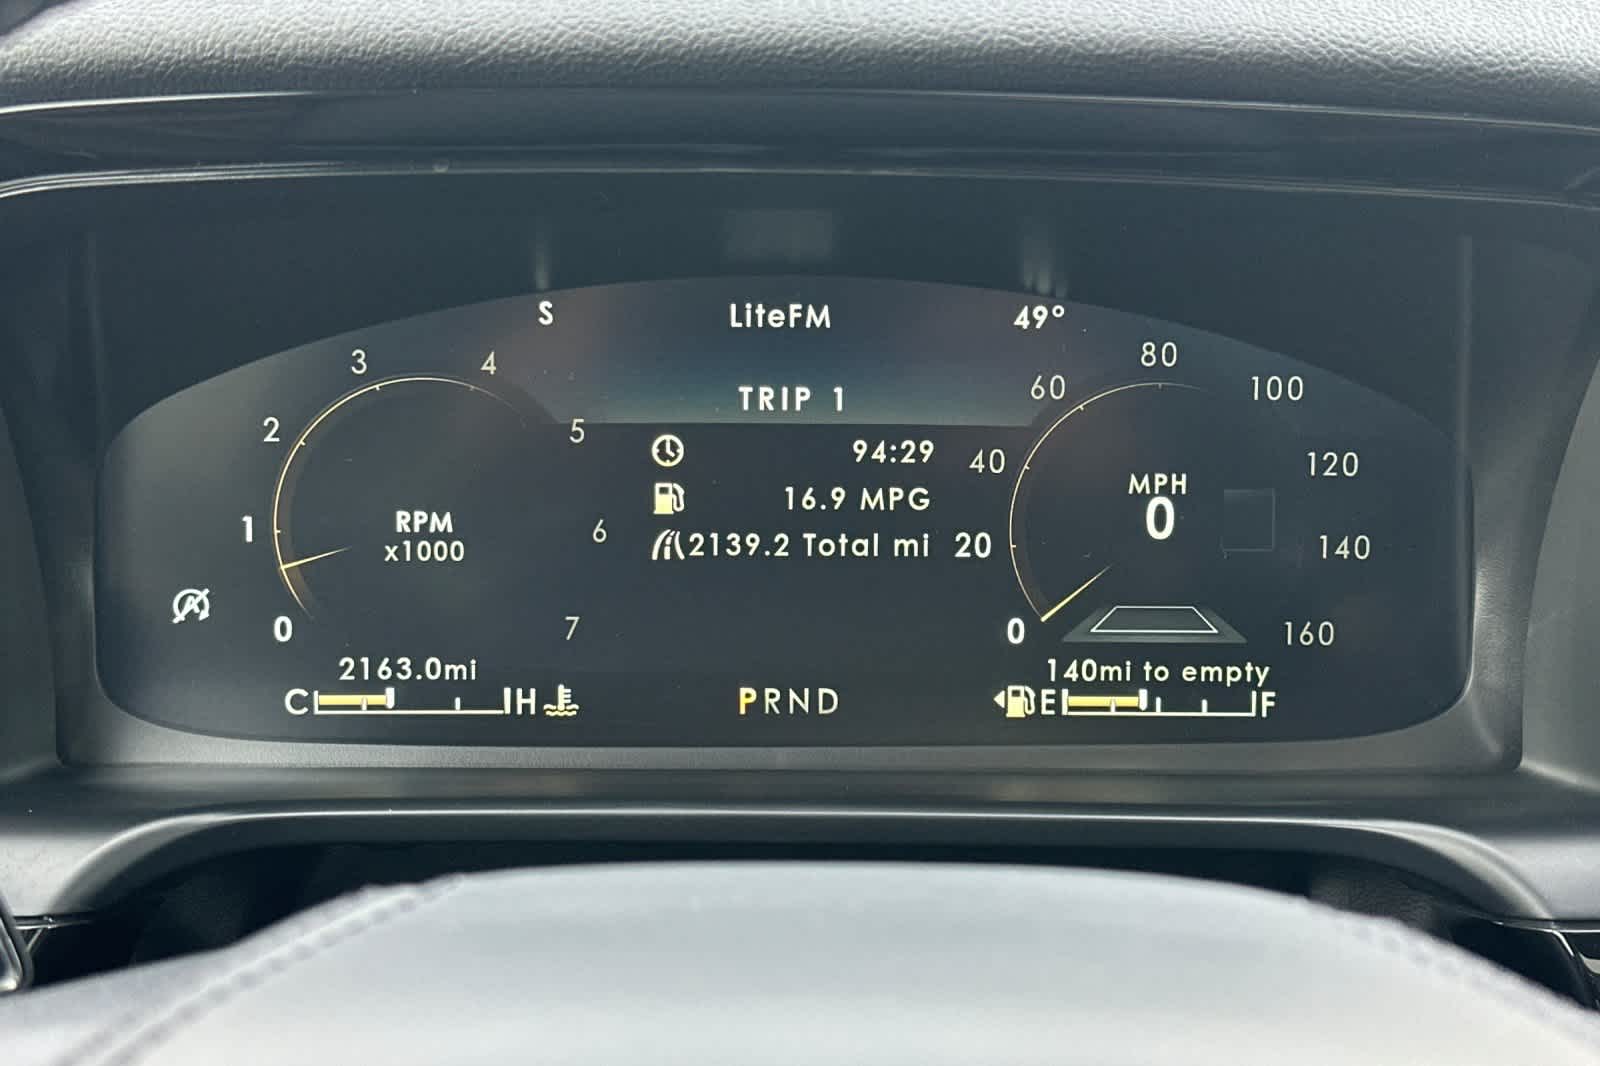 S LiteFM 49°
TRIP 1
94:29
16.9 MPG
2139.2 Total mi
0 1 2 3 4 5 6 7
RPM
x1000
0 20 40 60 80 100 120 140 160
MPH
0
2163.0mi
C H
PRND
140mi to empty
E F